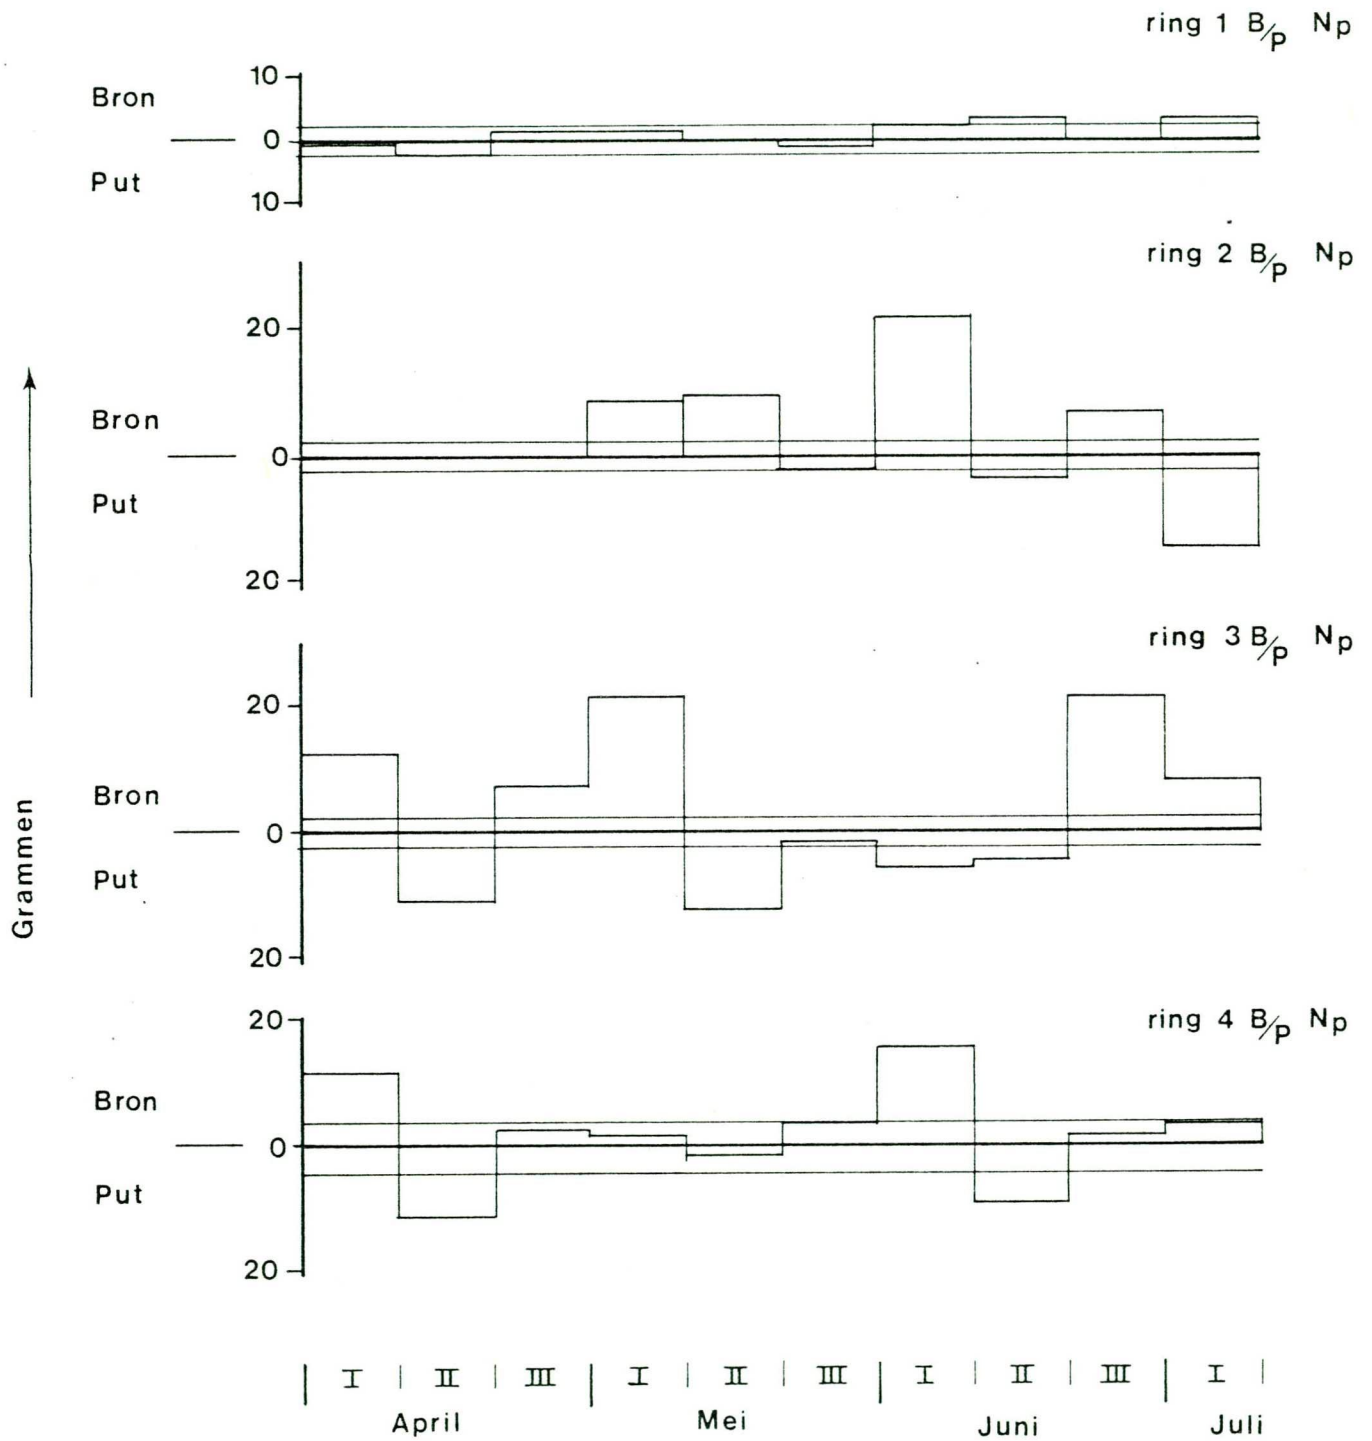 ring 1 B/p Np
10
Bron
0
Put
10
ring 2 B/p Np
20
Bron
0
Put
20
ring 3 B/p Np
20
Bron
0
Put
20
Grammen
ring 4 B/p Np
20
Bron
0
Put
20
I II III I II III I II III I
April Mei Juni Juli